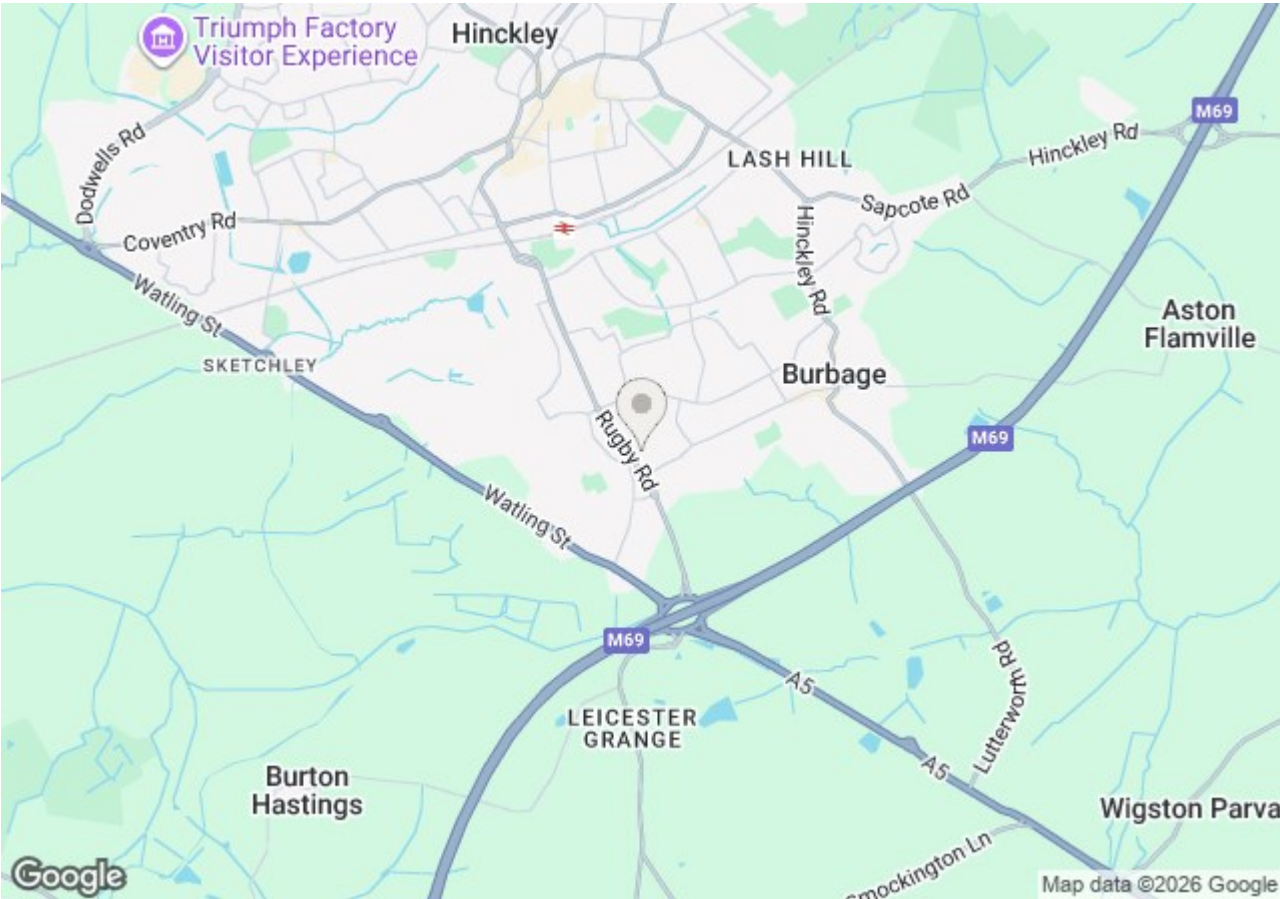 Triumph Factory
Visitor Experience
Hinckley
M69
Dodwells Rd
LASH HILL
Hinckley Rd
Sapcote Rd
Coventry Rd
Hinckley Rd
Watling St
Aston
Flamville
SKETCHLEY
Burbage
Rugby Rd
M69
Watling St
M69
A5
Lutterworth Rd
LEICESTER
GRANGE
A5
Burton
Hastings
Wigston Parva
Smockington Ln
Google
Map data ©2026 Google